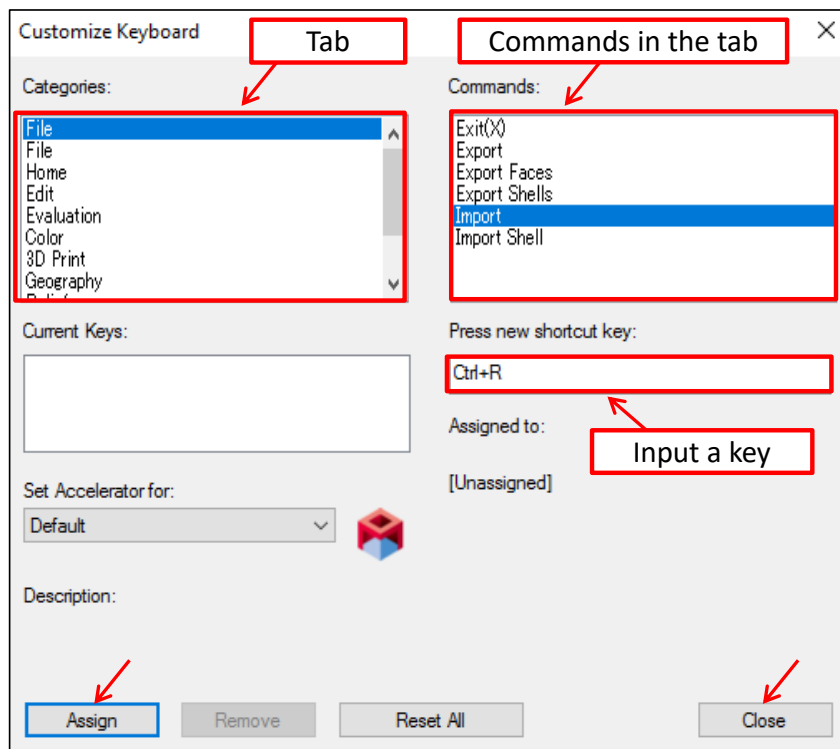 Customize Keyboard
Tab
Commands in the tab
Categories:
Commands:
File
File
Home
Edit
Evaluation
Color
3D Print
Geography
Exit(X)
Export
Export Faces
Export Shells
Import
Import Shell
Current Keys:
Press new shortcut key:
Ctrl+R
Assigned to:
Input a key
[Unassigned]
Set Accelerator for:
Default
Description:
Assign
Remove
Reset All
Close